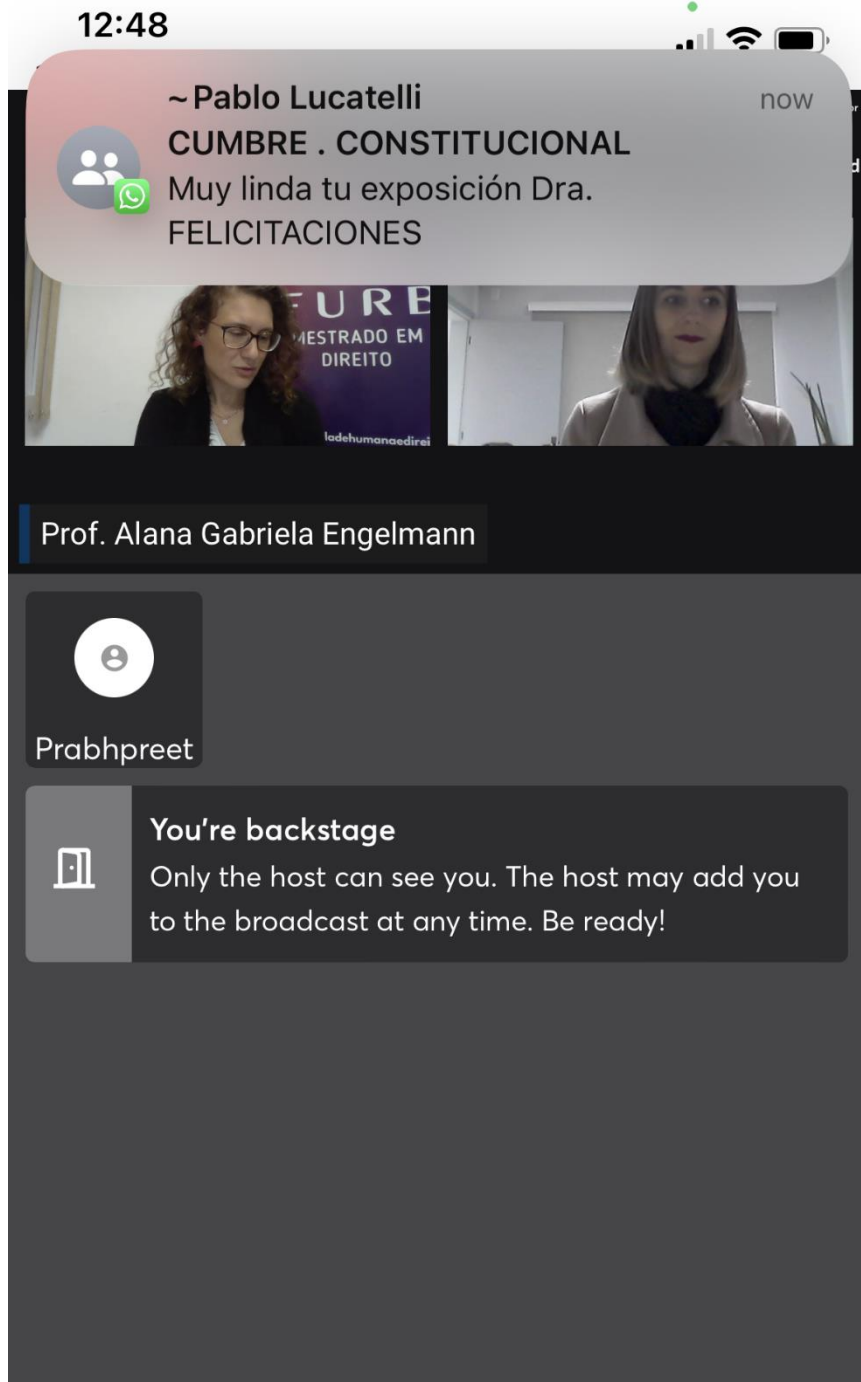 12:48
~Pablo Lucatelli
now
CUMBRE . CONSTITUCIONAL
Muy linda tu exposición Dra.
FELICITACIONES
FURB
MESTRADO EM
DIREITO
Prof. Alana Gabriela Engelmann
Prabhpreet
You're backstage
Only the host can see you. The host may add you
to the broadcast at any time. Be ready!